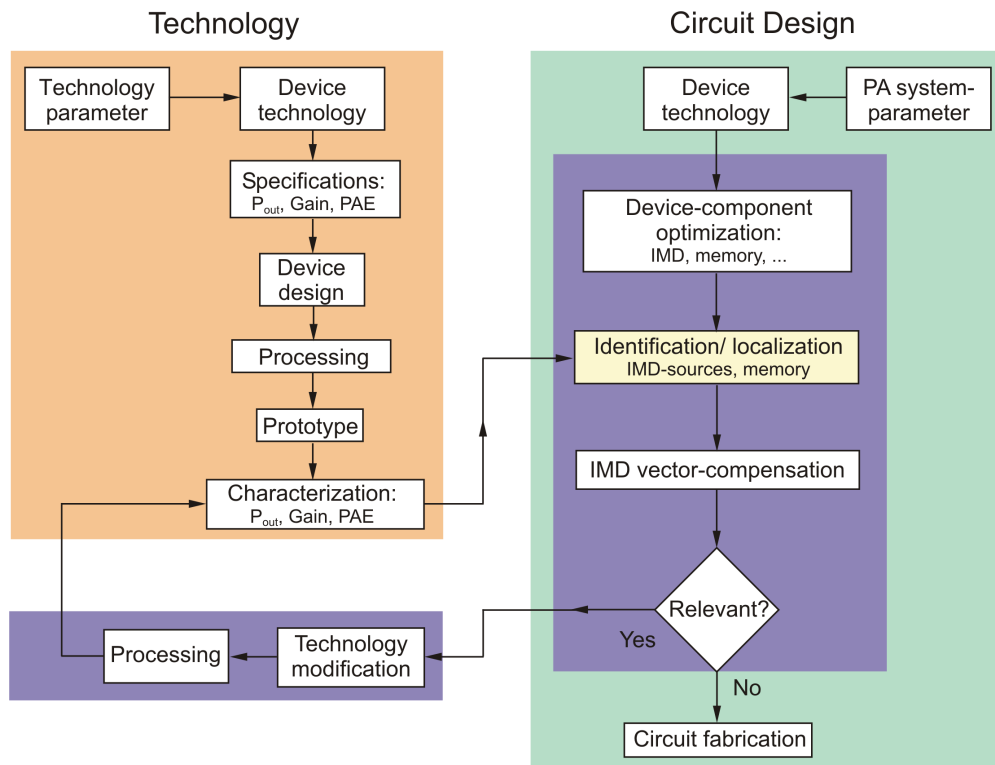 Technology
Technology
parameter
Device
technology
Specifications:
Pout, Gain, PAE
Device
design
Processing
Prototype
Characterization:
Pout, Gain, PAE
Processing
Technology
modification
Circuit Design
Device
technology
PA system-
parameter
Device-component
optimization:
IMD, memory, ...
Identification/ localization
IMD-sources, memory
IMD vector-compensation
Relevant?
Yes
No
Circuit fabrication